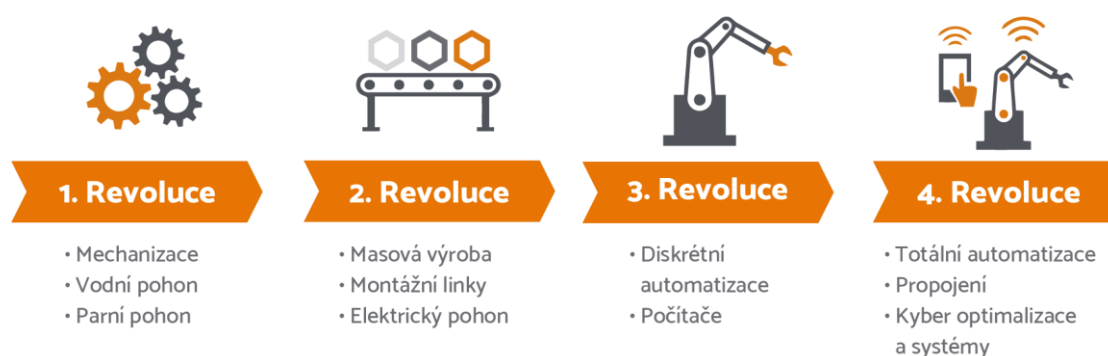 1. Revoluce
• Mechanizace
• Vodní pohon
• Parní pohon
2. Revoluce
• Masová výroba
• Montážní linky
• Elektrický pohon
3. Revoluce
• Diskrétní
automatizace
• Počítače
4. Revoluce
• Totální automatizace
• Propojení
• Kyber optimalizace
a systémy